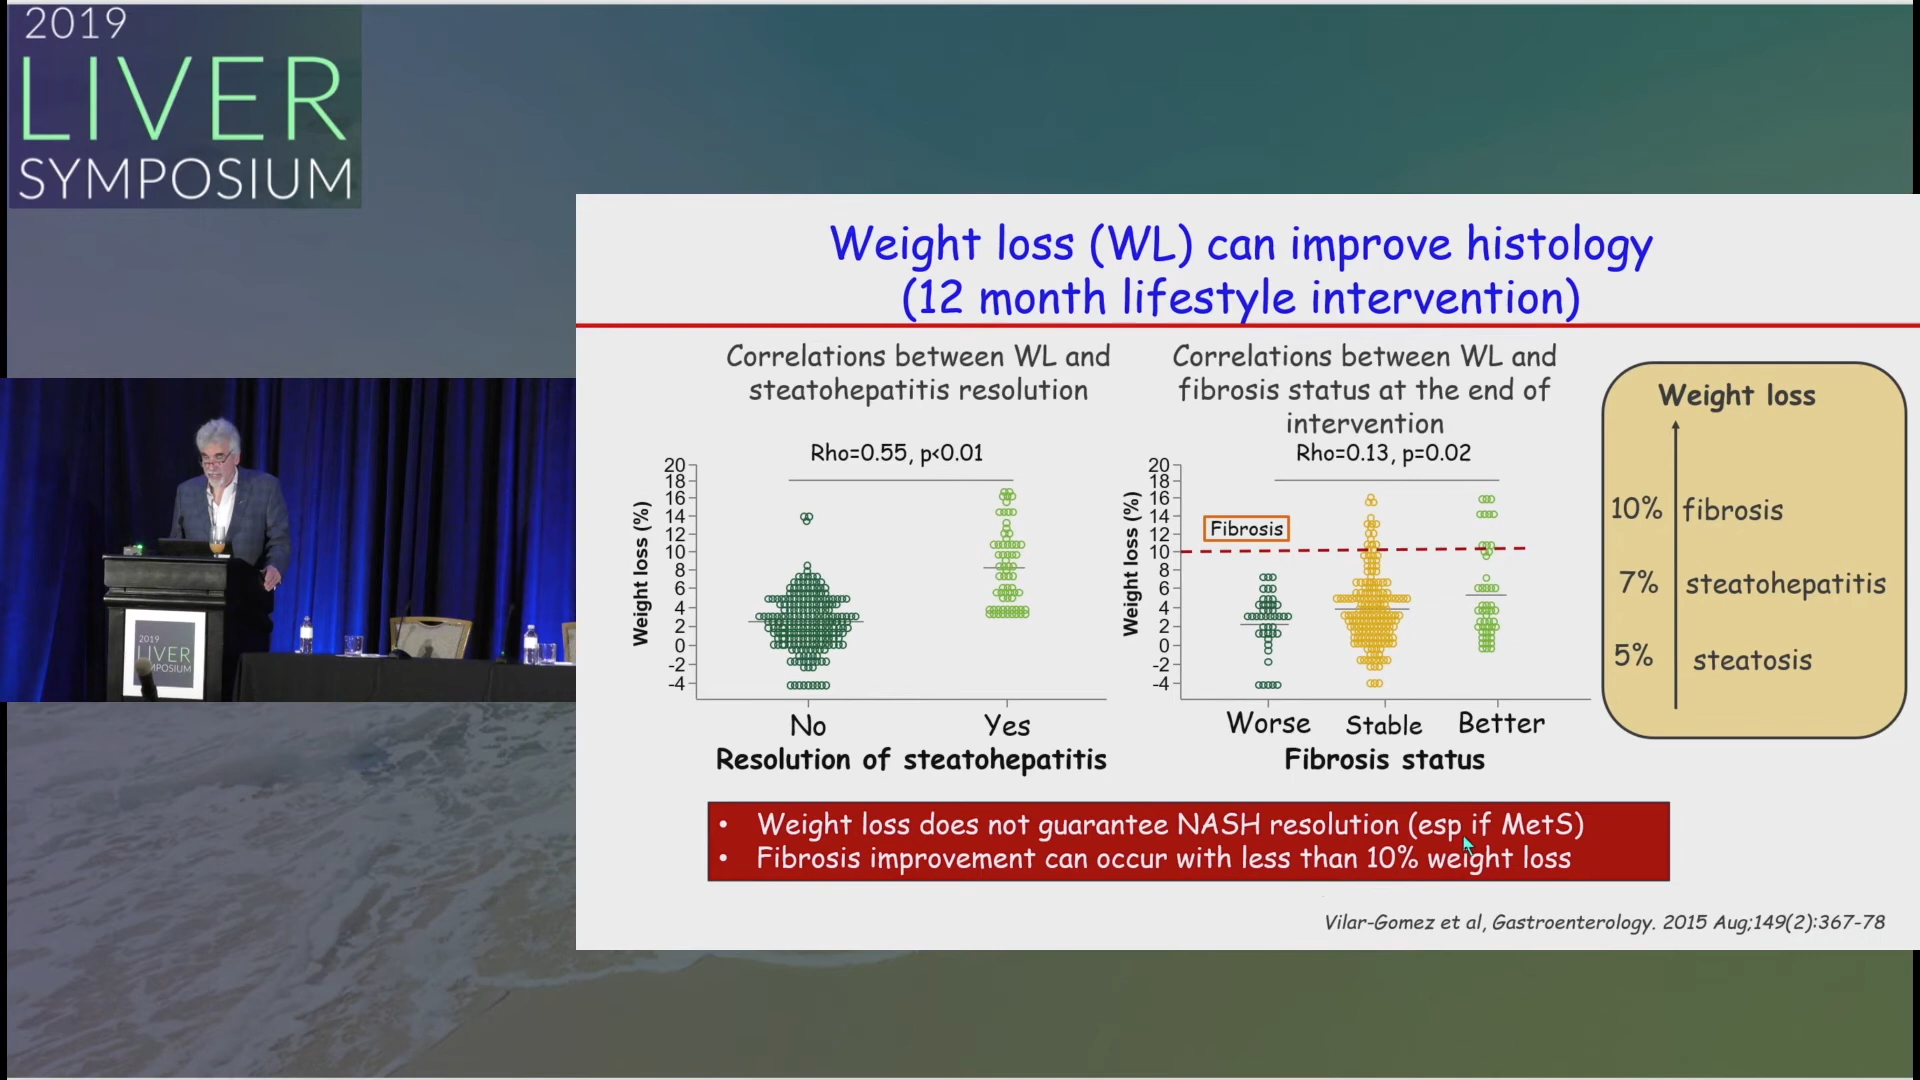 2019
LIVER
SYMPOSIUM
2019
LIVER
SYMPOSIUM
Weight loss (WL) can improve histology
(12 month lifestyle intervention)
Correlations between WL and
steatohepatitis resolution
Rho=0.55, p<0.01
Weight loss (%)
20
18
16
14
12
10
8
6
4
2
0
-2
-4
No
Yes
Resolution of steatohepatitis
Correlations between WL and
fibrosis status at the end of
intervention
Rho=0.13, p=0.02
Weight loss (%)
20
18
16
14
12
10
8
6
4
2
0
-2
-4
Fibrosis
Worse
Stable
Better
Fibrosis status
Weight loss
10% fibrosis
7% steatohepatitis
5% steatosis
• Weight loss does not guarantee NASH resolution (esp if MetS)
• Fibrosis improvement can occur with less than 10% weight loss
Vilar-Gomez et al, Gastroenterology. 2015 Aug;149(2):367-78